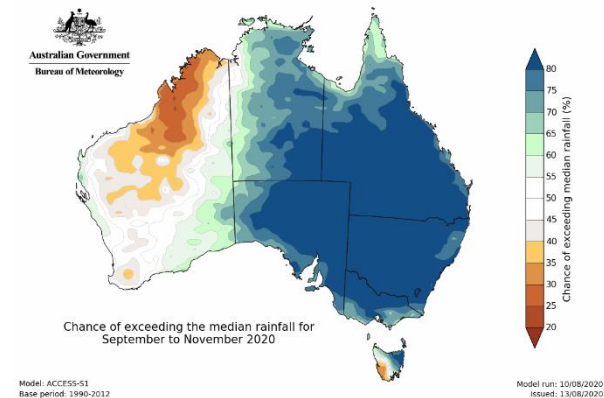 Australian Government
Bureau of Meteorology
80
75
70
65
60
55
50
45
40
35
30
25
20
Chance of exceeding median rainfall (%)
Chance of exceeding the median rainfall for
September to November 2020
Model: ACCESS-S1
Base period: 1990-2012
Model run: 10/08/2020
Issued: 13/08/2020